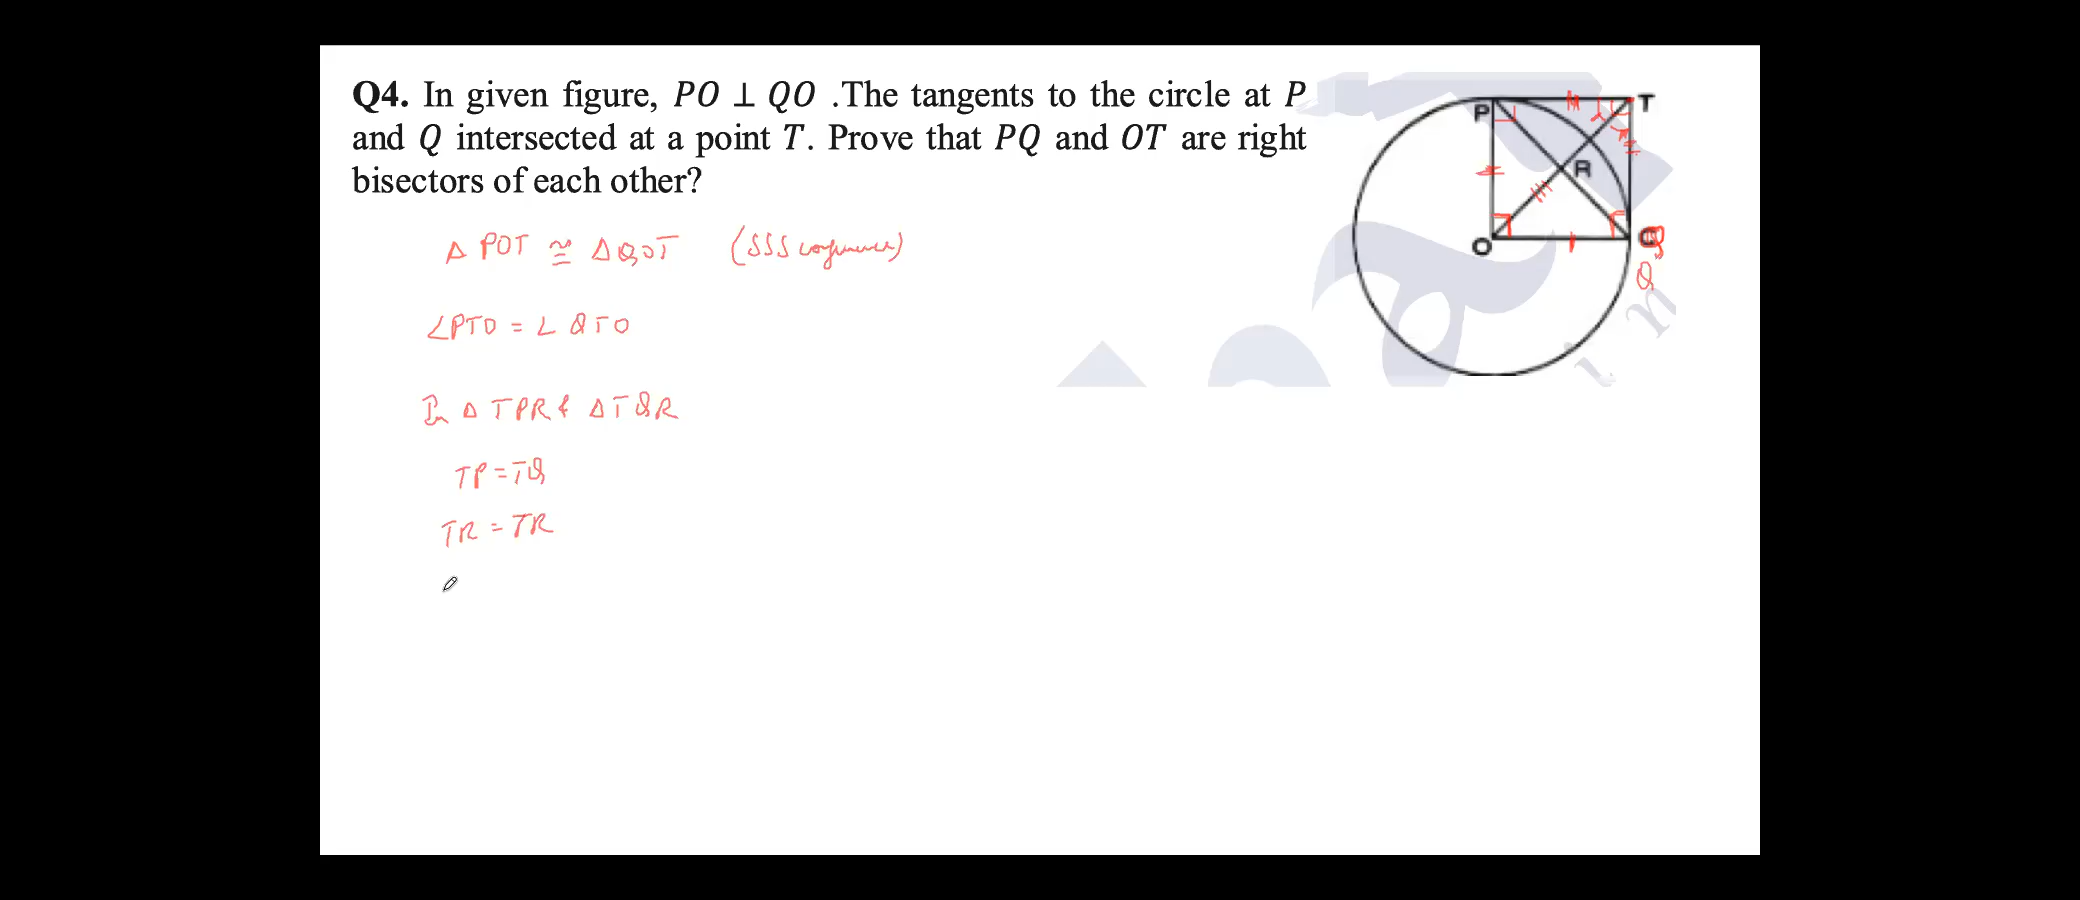 Q4. In given figure, PO ⊥ QO .The tangents to the circle at P
and Q intersected at a point T. Prove that PQ and OT are right
bisectors of each other?
P
T
R
O
Q
Δ POT ≅ Δ QOT (SSS congruence)
∠PTO = ∠ QTO
In Δ TPR & Δ TQR
TP = TQ
TR = TR